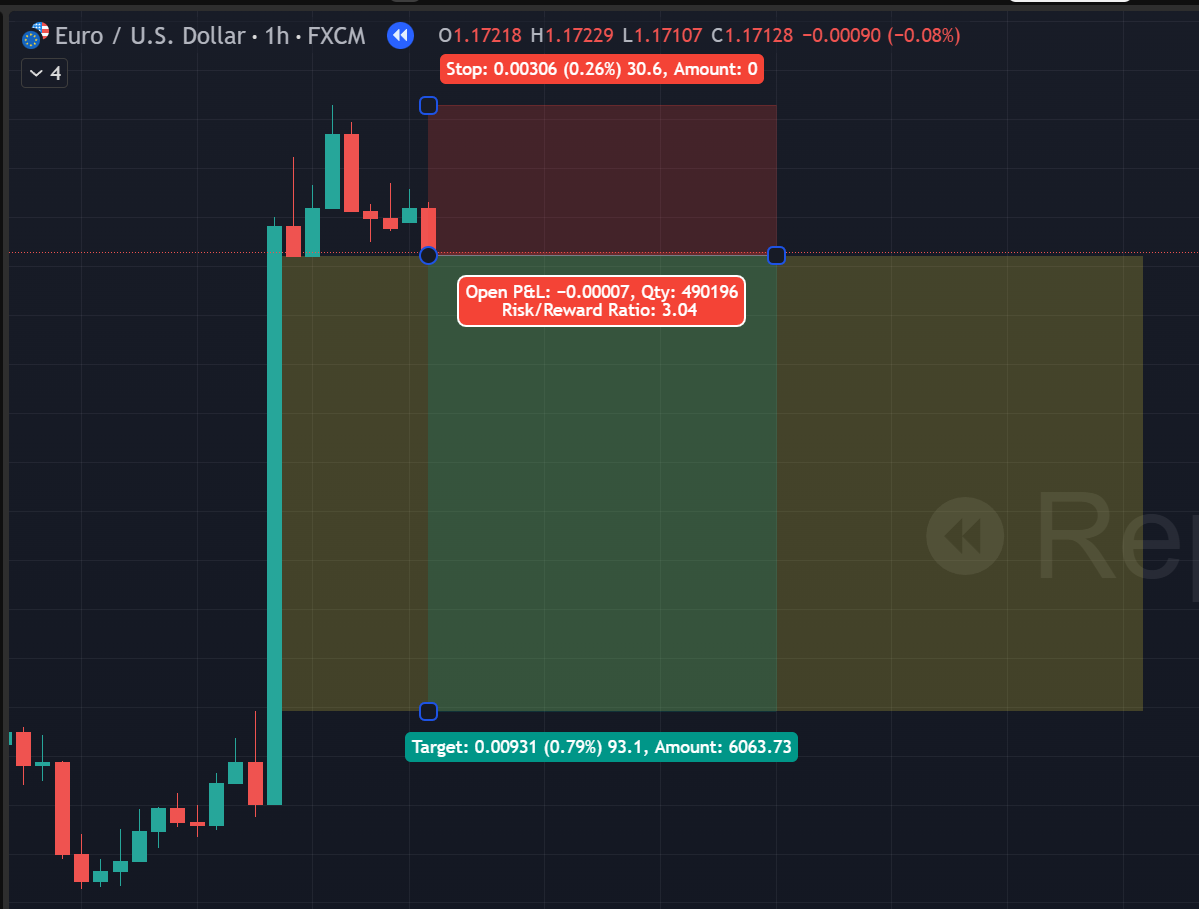 Euro / U.S. Dollar · 1h · FXCM O1.17218 H1.17229 L1.17107 C1.17128 −0.00090 (−0.08%)
Stop: 0.00306 (0.26%) 30.6, Amount: 0
4
Open P&L: −0.00007, Qty: 490196
Risk/Reward Ratio: 3.04
Target: 0.00931 (0.79%) 93.1, Amount: 6063.73